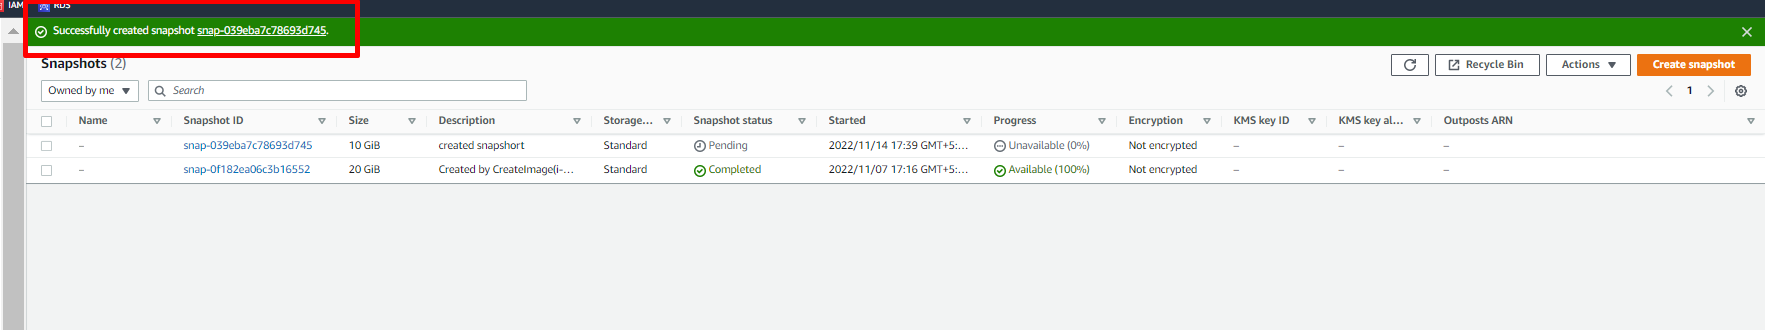 IAM RDS
Successfully created snapshot snap-039eba7c78693d745.
Snapshots (2)
Recycle Bin Actions Create snapshot
Owned by me Search
1
Name Snapshot ID Size Description Storage... Snapshot status Started Progress Encryption KMS key ID KMS key al... Outposts ARN
– snap-039eba7c78693d745 10 GiB created snapshort Standard Pending 2022/11/14 17:39 GMT+5:... Unavailable (0%) Not encrypted – – –
– snap-0f182ea06c3b16552 20 GiB Created by CreateImage(i-... Standard Completed 2022/11/07 17:16 GMT+5:... Available (100%) Not encrypted – – –